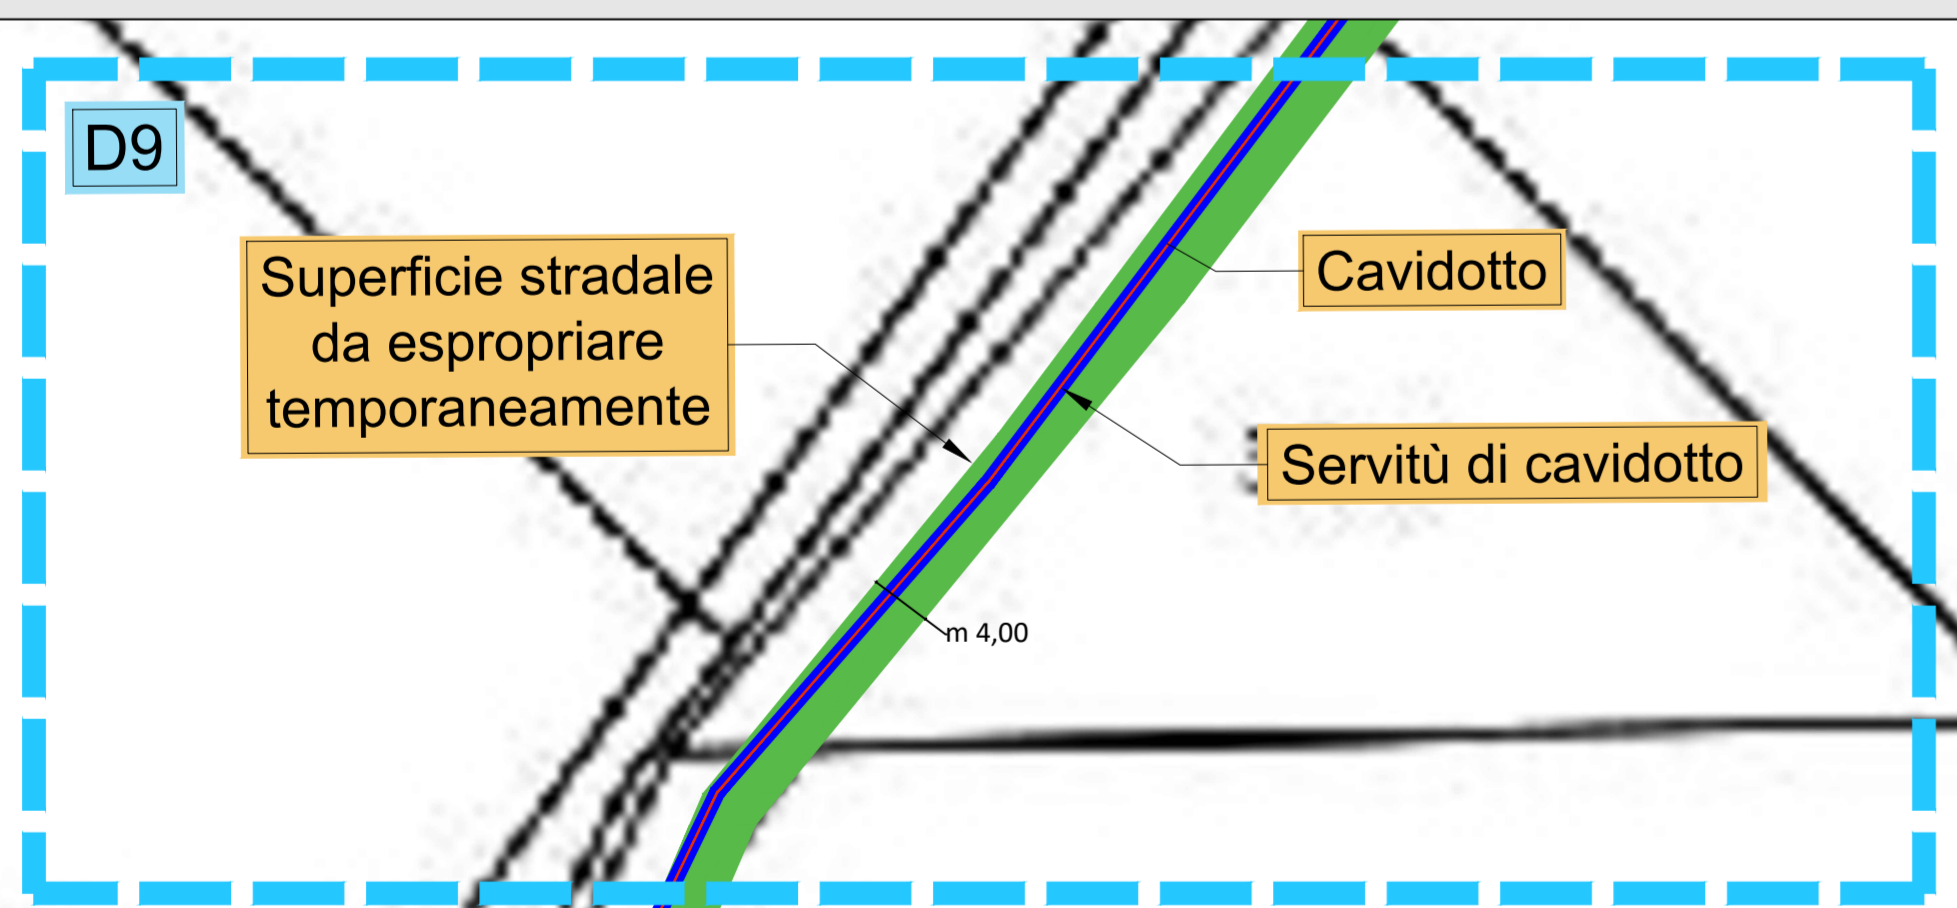 D9
Superficie stradale
da espropriare
temporaneamente
Cavidotto
Servitù di cavidotto
m 4,00